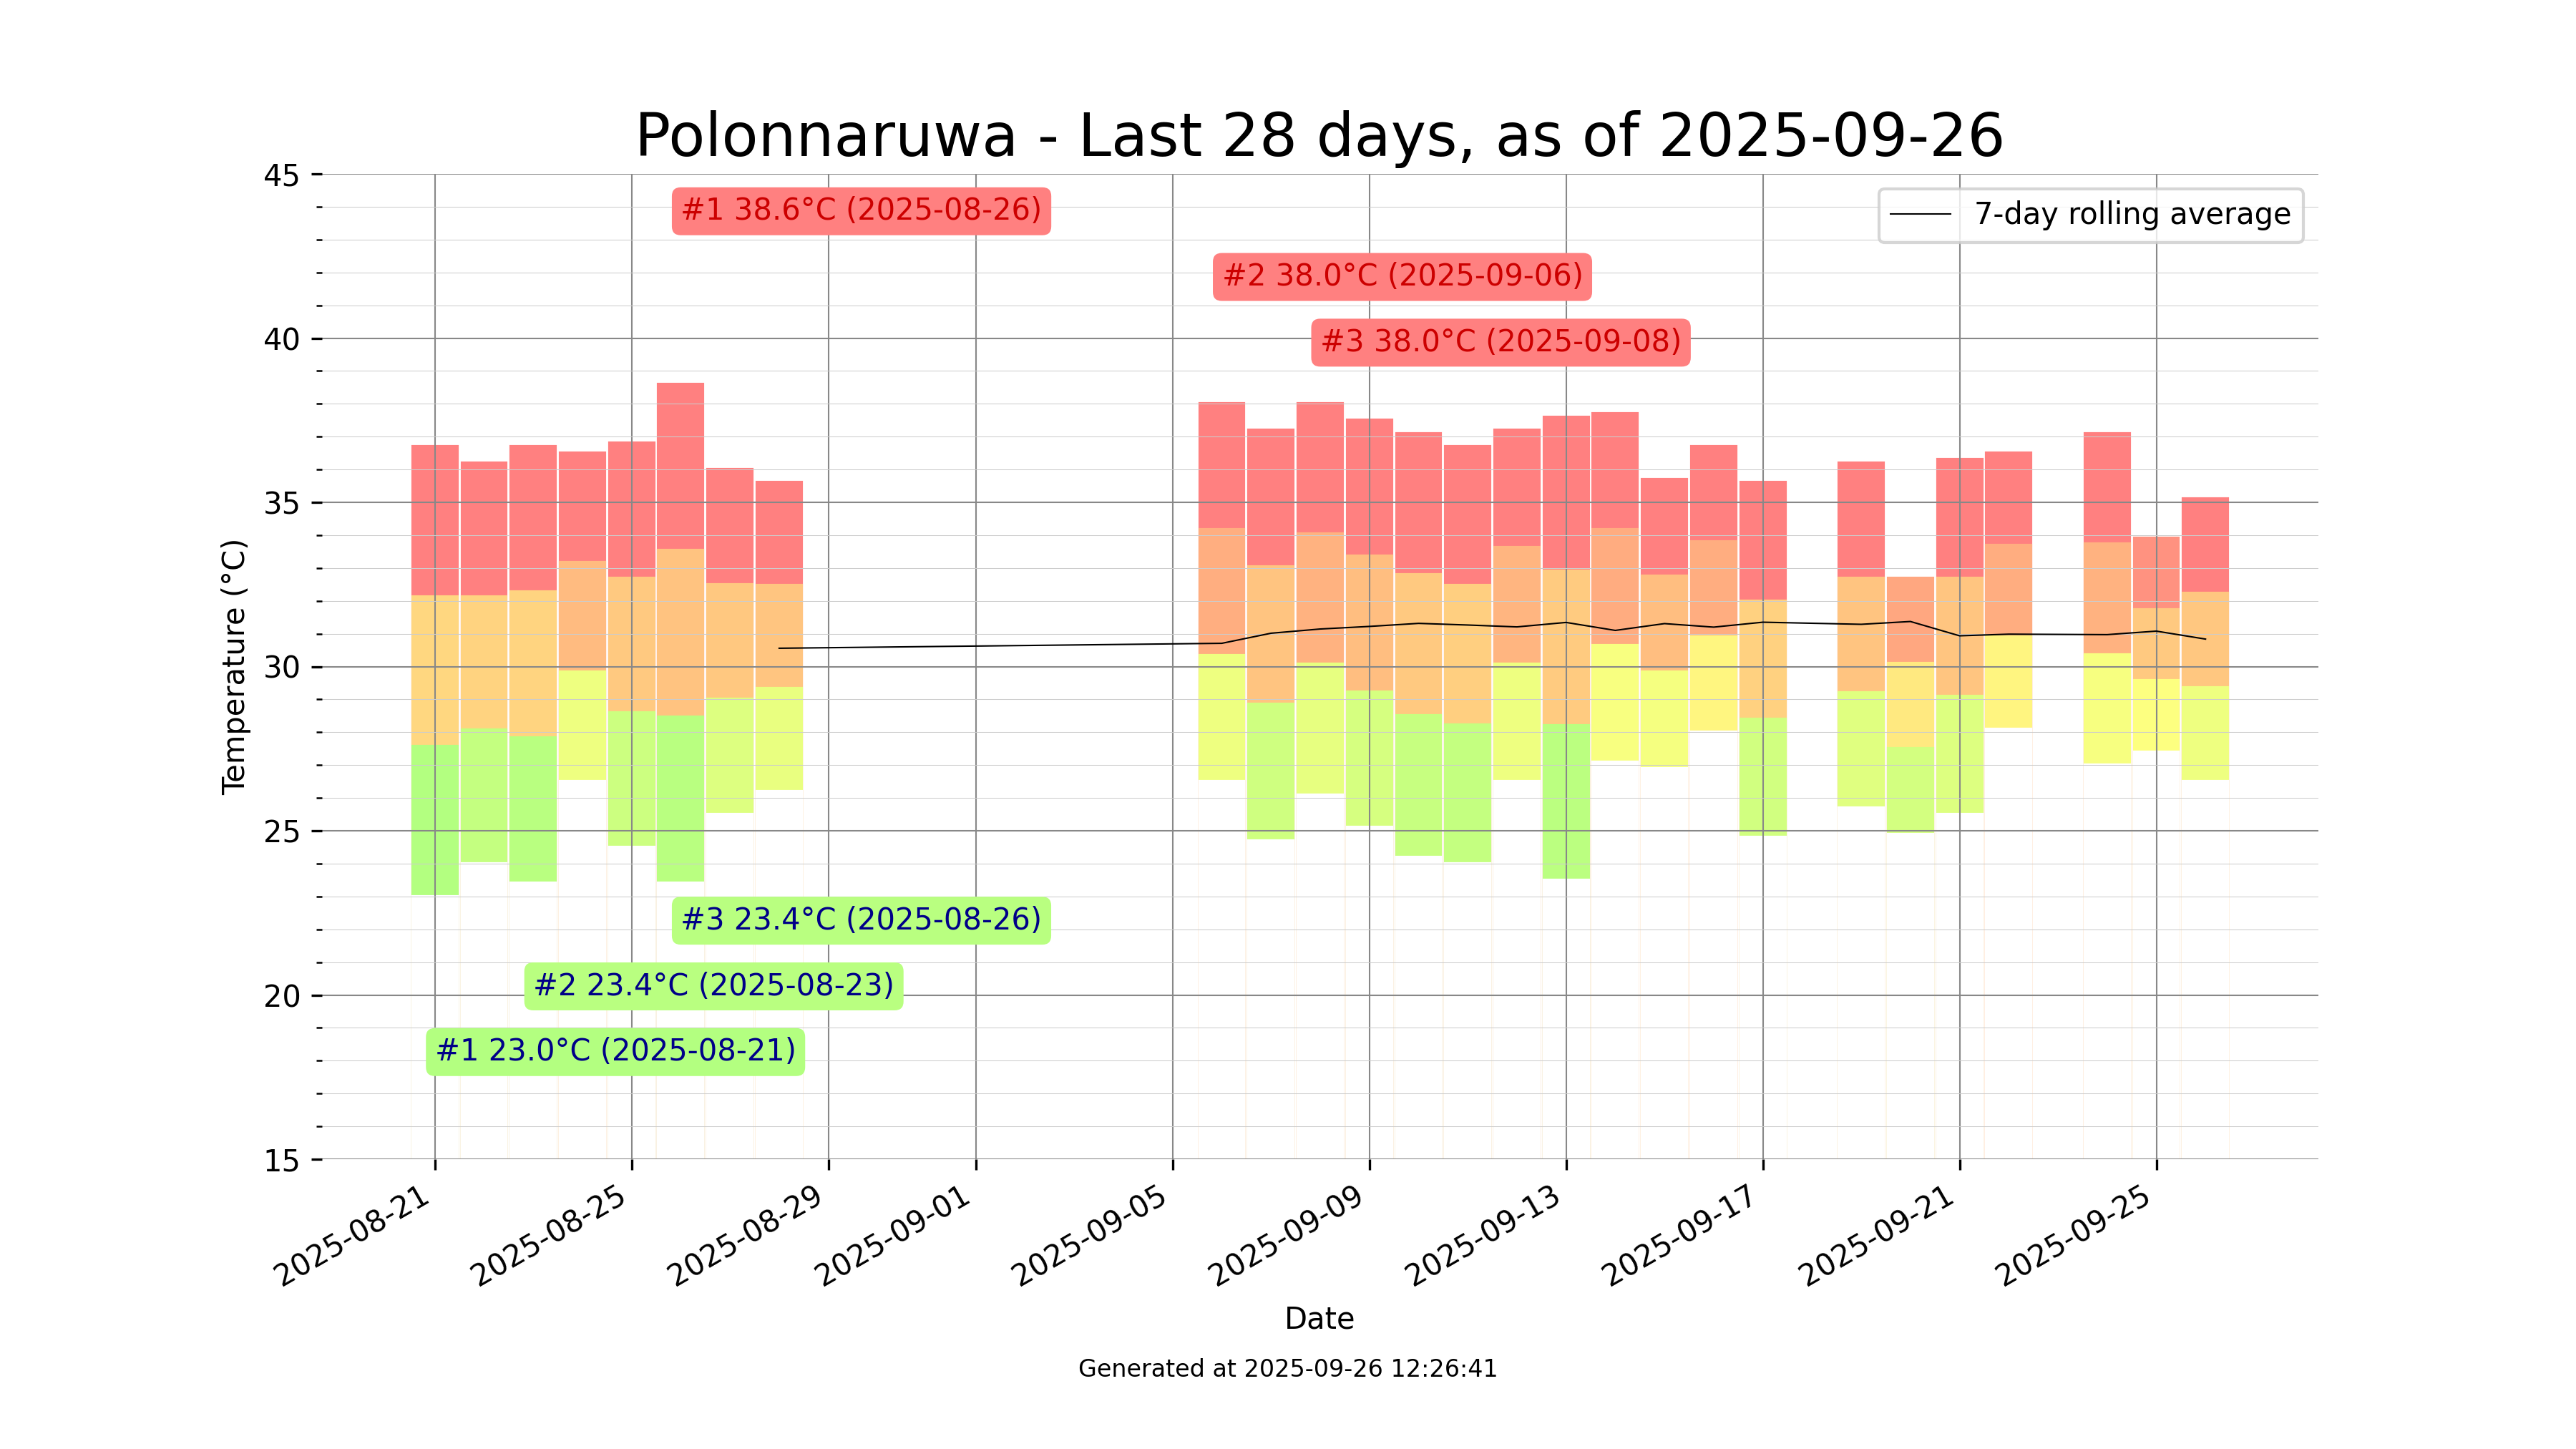 Polonnaruwa - Last 28 days, as of 2025-09-26
45
#1 38.6°C (2025-08-26)
7-day rolling average
#2 38.0°C (2025-09-06)
40
#3 38.0°C (2025-09-08)
35
Temperature (°C)
30
25
#3 23.4°C (2025-08-26)
20
#2 23.4°C (2025-08-23)
#1 23.0°C (2025-08-21)
15
2025-08-21
2025-08-25
2025-08-29
2025-09-01
2025-09-05
2025-09-09
2025-09-13
2025-09-17
2025-09-21
2025-09-25
Date
Generated at 2025-09-26 12:26:41